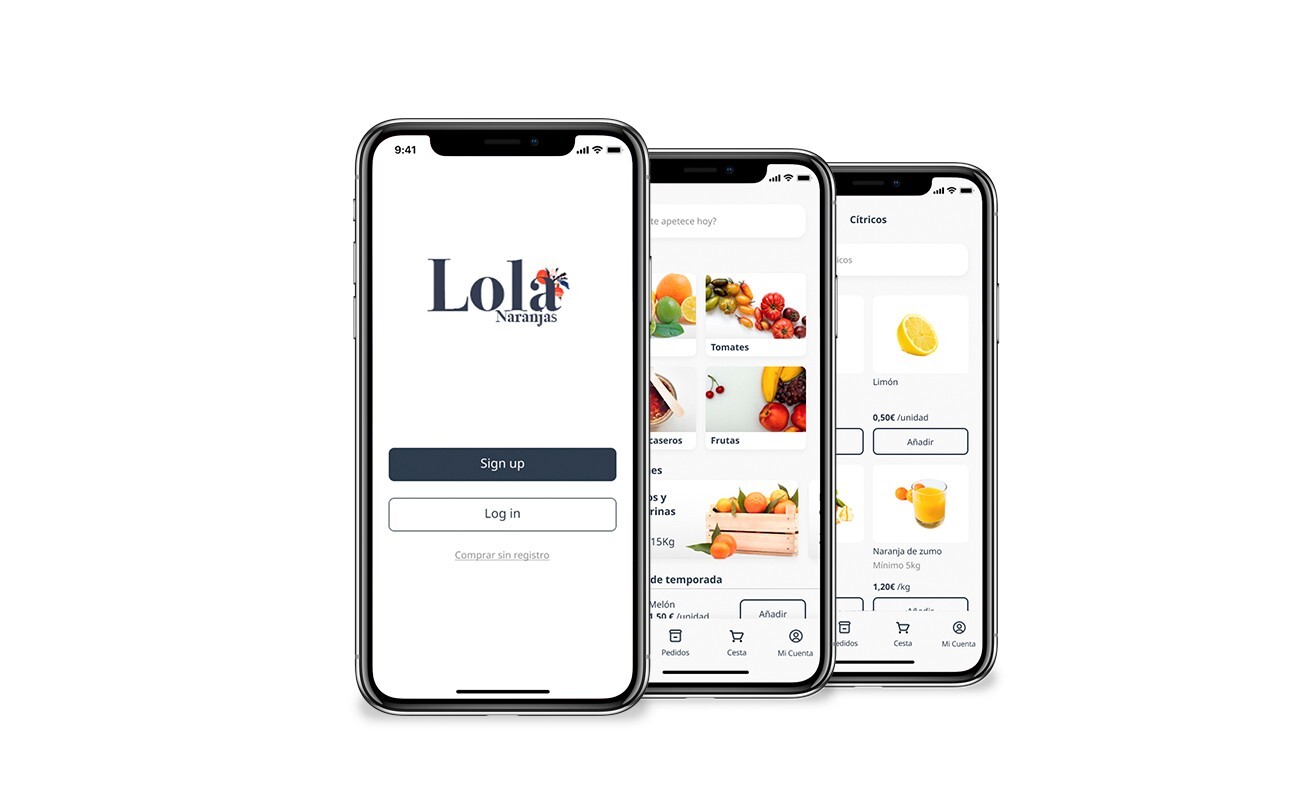 9:41
Lola
Naranjas
Sign up
Log in
Comprar sin registro
te apetece hoy?
Tomates
caseros
Frutas
es
os y
rinas
15Kg
de temporada
Melón
1,50 € /unidad
Añadir
Pedidos
Cesta
Mi Cuenta
Cítricos
icos
Limón
0,50€ /unidad
Añadir
Naranja de zumo
Mínimo 5kg
1,20€ /kg
Añadir
edidos
Cesta
Mi Cuenta